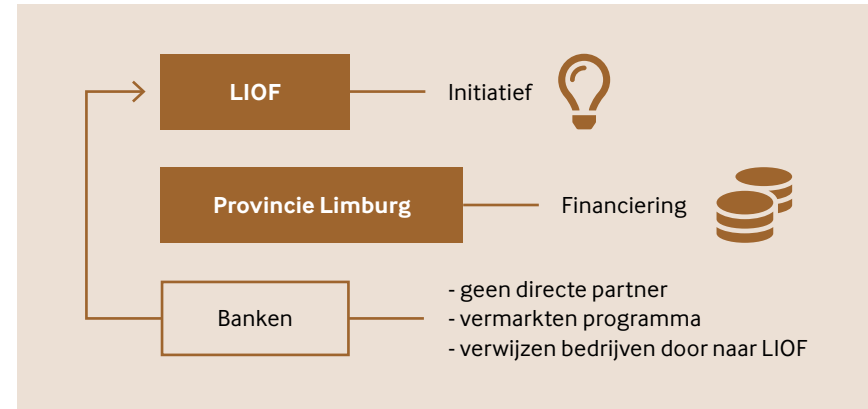 LIOF
Initiatief
Provincie Limburg
Financiering
Banken
- geen directe partner
- vermarkten programma
- verwijzen bedrijven door naar LIOF